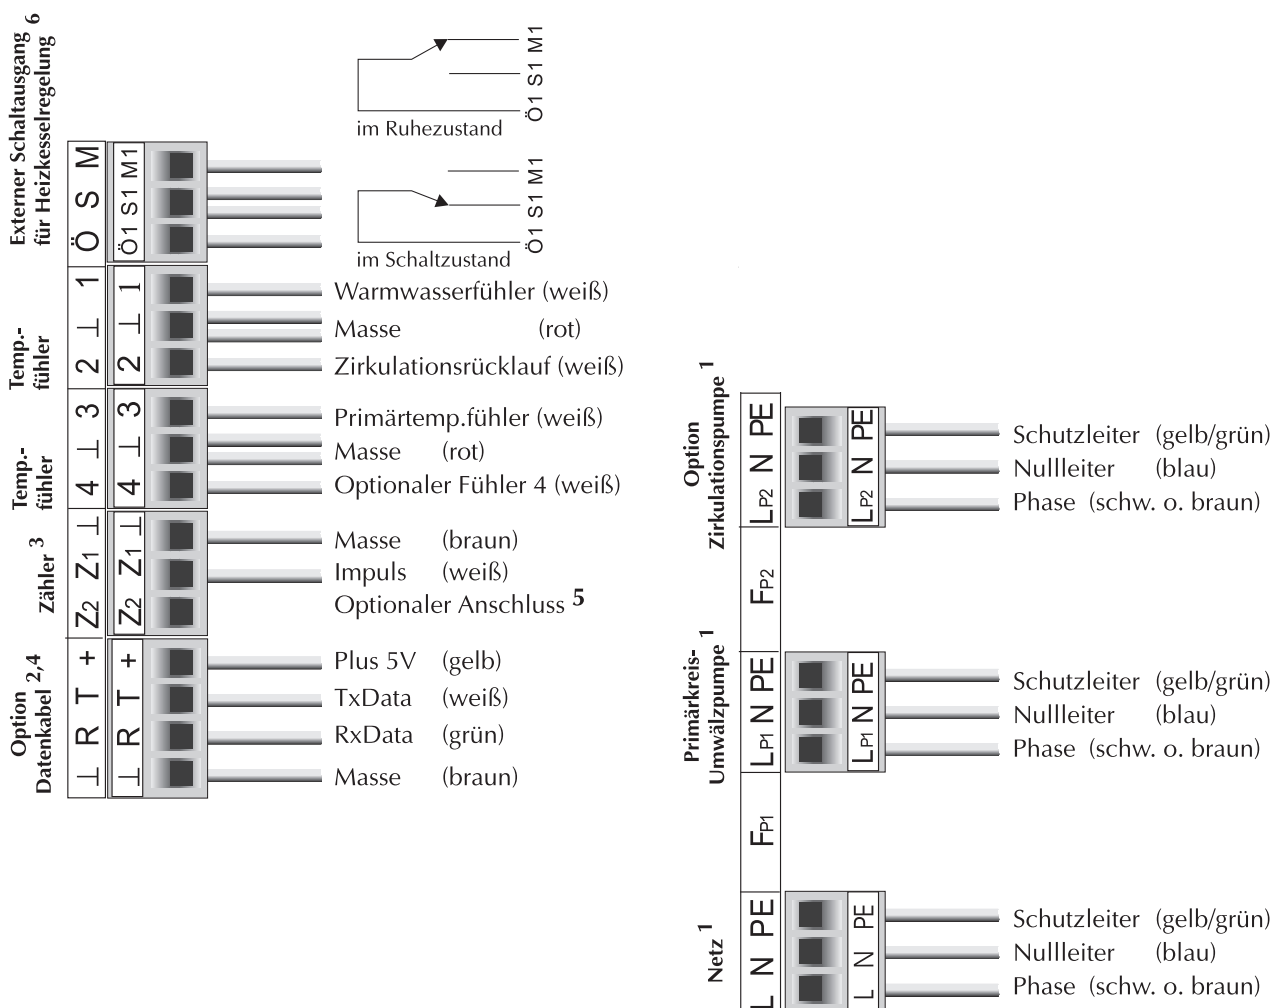 Externer Schaltausgang 6
für Heizkesselregelung
Ö S M
Ö1 S1 M1
Ö1 S1 M1
im Ruhezustand
Ö1 S1 M1
im Schaltzustand
Temp.-
fühler
2 ⊥ 1
2 ⊥ 1
Warmwasserfühler (weiß)
Masse (rot)
Zirkulationsrücklauf (weiß)
Temp.-
fühler
4 ⊥ 3
4 ⊥ 3
Primärtemp.fühler (weiß)
Masse (rot)
Optionaler Fühler 4 (weiß)
Zähler 3
Z2 Z1 ⊥
Z2 Z1 ⊥
Masse (braun)
Impuls (weiß)
Optionaler Anschluss 5
Option
Datenkabel 2,4
⊥ R T +
⊥ R T +
Plus 5V (gelb)
TxData (weiß)
RxData (grün)
Masse (braun)
Option
Zirkulationspumpe 1
LP2 N PE
LP2 N PE
Schutzleiter (gelb/grün)
Nullleiter (blau)
Phase (schw. o. braun)
FP2
Primärkreis-
Umwälzpumpe 1
LP1 N PE
LP1 N PE
Schutzleiter (gelb/grün)
Nullleiter (blau)
Phase (schw. o. braun)
FP1
Netz 1
L N PE
L N PE
Schutzleiter (gelb/grün)
Nullleiter (blau)
Phase (schw. o. braun)